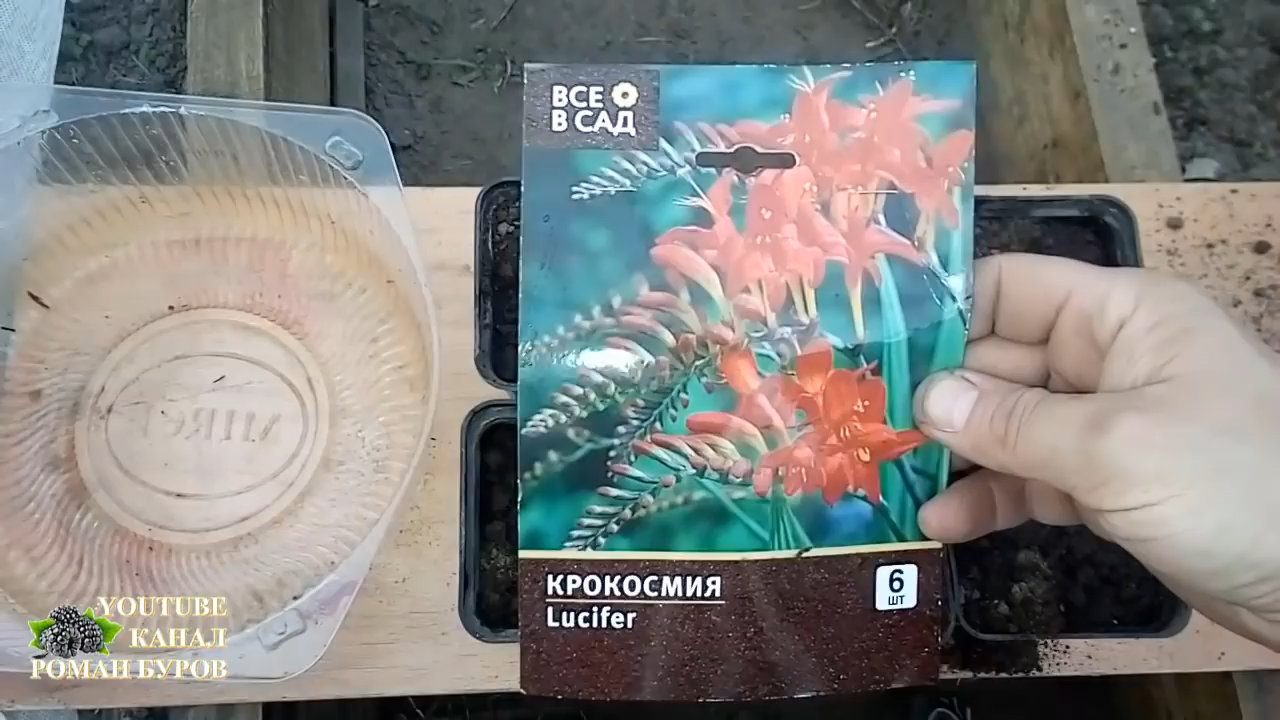 ВСЕ
В САД
КРОКОСМИЯ
Lucifer
6
ШТ
YOUTUBE
КАНАЛ
РОМАН БУРОВ